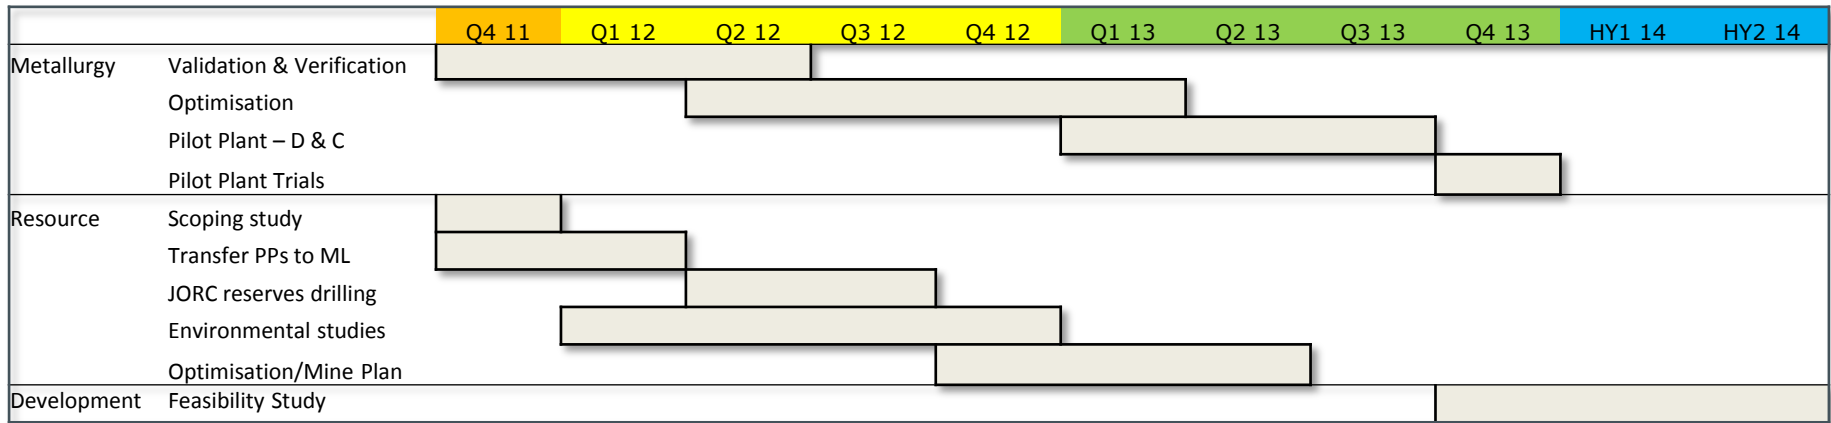 Q4 11 Q1 12 Q2 12 Q3 12 Q4 12 Q1 13 Q2 13 Q3 13 Q4 13 HY1 14 HY2 14
Metallurgy Validation & Verification
Optimisation
Pilot Plant – D & C
Pilot Plant Trials
Resource Scoping study
Transfer PPs to ML
JORC reserves drilling
Environmental studies
Optimisation/Mine Plan
Development Feasibility Study